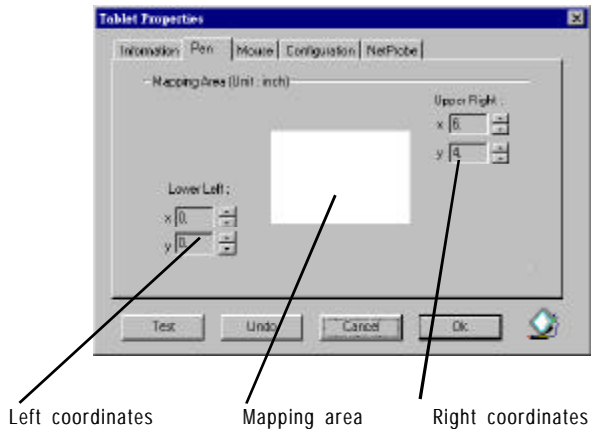 Tablet Properties
Information Pen Mouse Configuration NetProbe
Mapping Area (Unit : inch)
Upper Right :
x 6.
y 4.
Lower Left :
x 0.
y 0.
Test Undo Cancel Ok
Left coordinates Mapping area Right coordinates